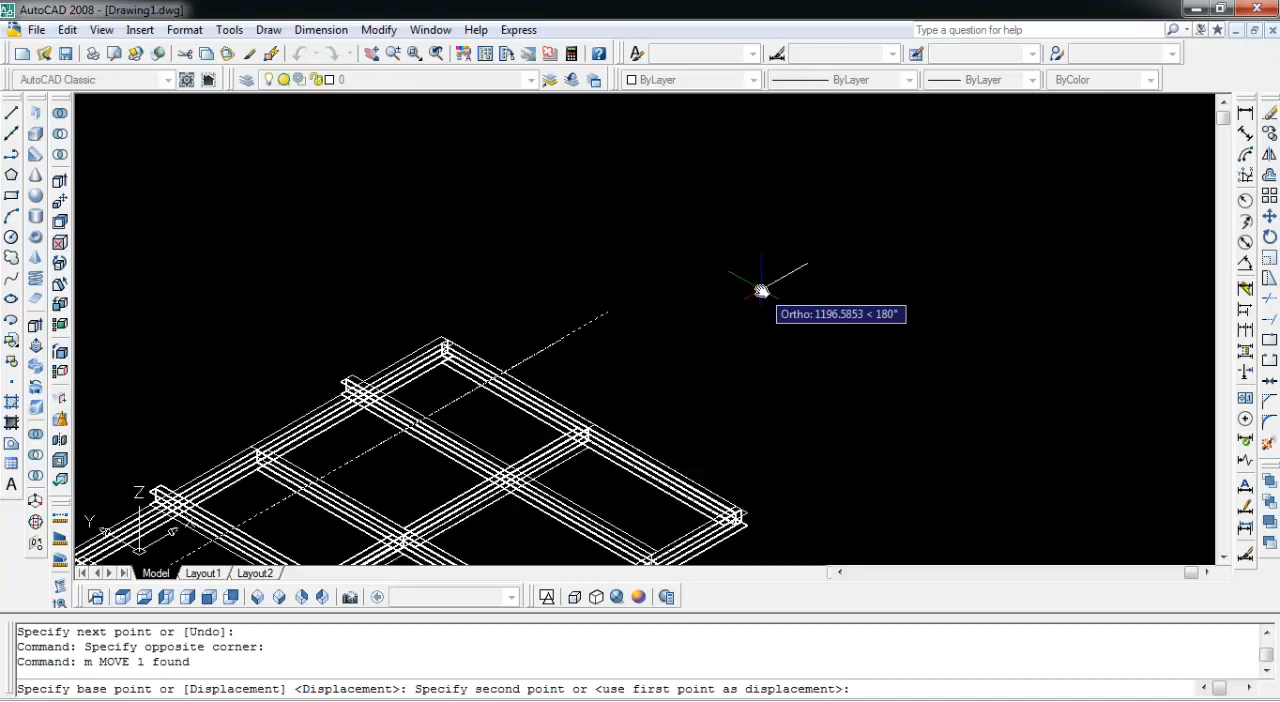 AutoCAD 2008 - [Drawing1.dwg]
File Edit View Insert Format Tools Draw Dimension Modify Window Help Express
Type a question for help
AutoCAD Classic
0
ByLayer
ByLayer
ByLayer
ByColor
Ortho: 1196.5853 < 180°
Z
Y
A
A
Model Layout1 Layout2
Specify next point or [Undo]:
Command: Specify opposite corner:
Command: m MOVE 1 found
Specify base point or [Displacement] <Displacement>: Specify second point or <use first point as displacement>: